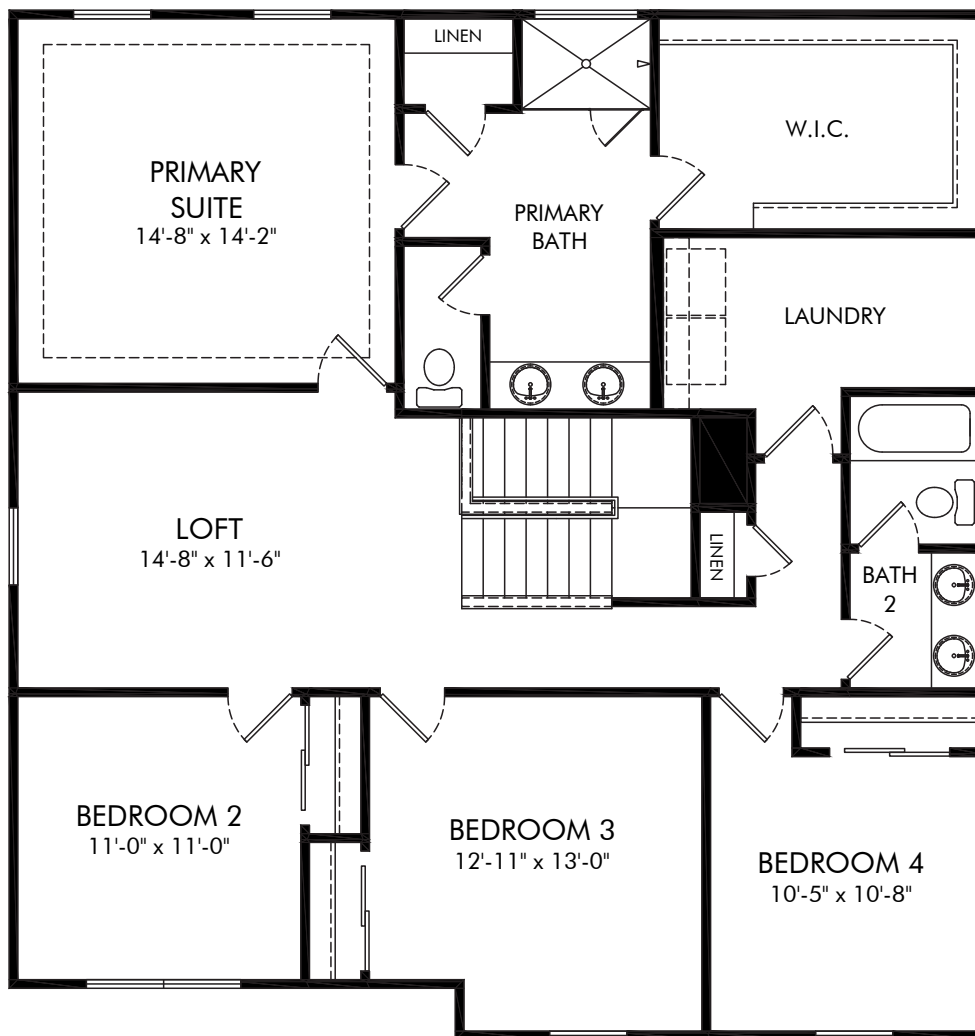 LINEN
W.I.C.
PRIMARY
SUITE
14'-8" x 14'-2"
PRIMARY
BATH
LAUNDRY
LOFT
14'-8" x 11'-6"
LINEN
BATH
2
BEDROOM 2
11'-0" x 11'-0"
BEDROOM 3
12'-11" x 13'-0"
BEDROOM 4
10'-5" x 10'-8"